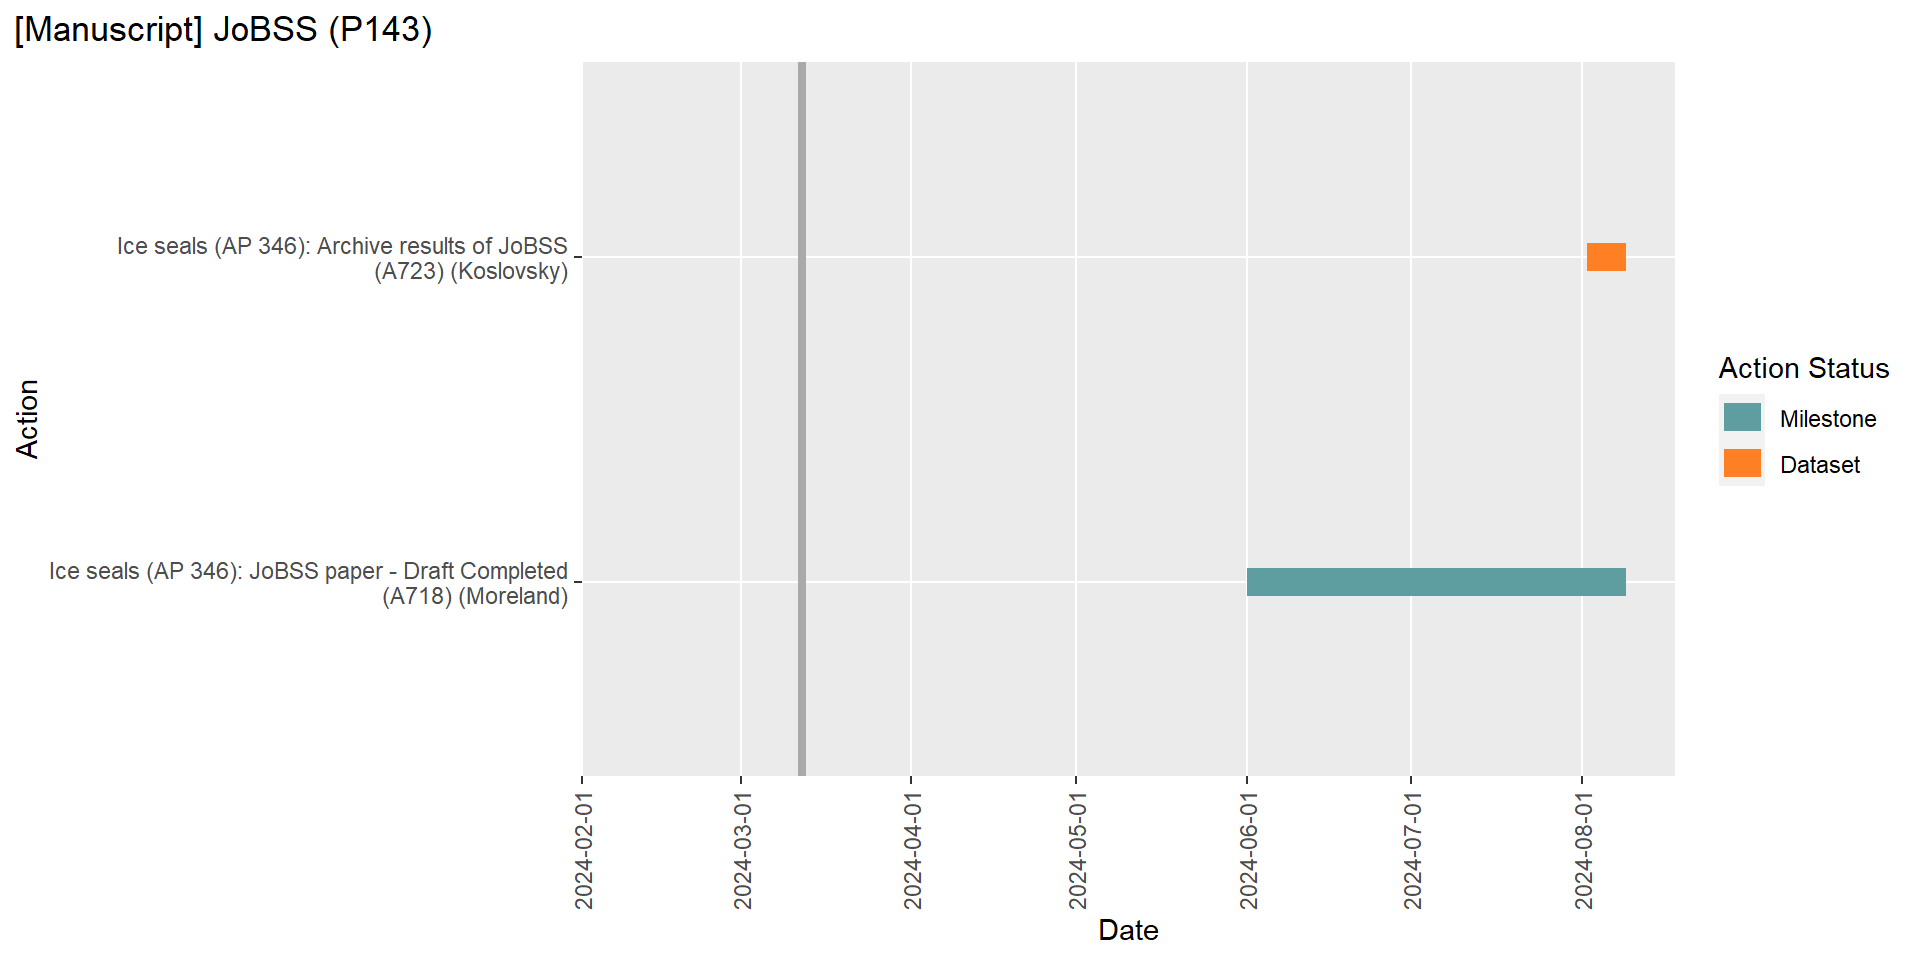 [Manuscript] JoBSS (P143)
Action
Ice seals (AP 346): Archive results of JoBSS
(A723) (Koslovsky)
Ice seals (AP 346): JoBSS paper - Draft Completed
(A718) (Moreland)
2024-02-01
2024-03-01
2024-04-01
2024-05-01
2024-06-01
2024-07-01
2024-08-01
Date
Action Status
Milestone
Dataset